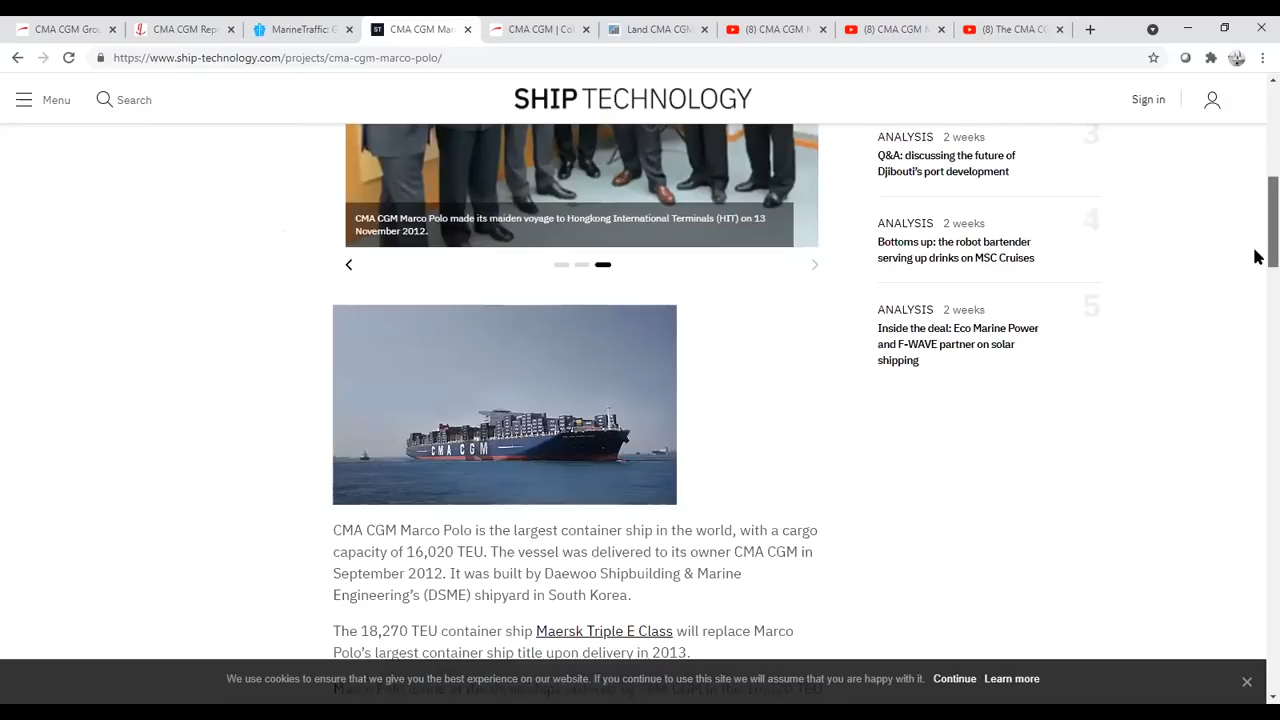 CMA CGM Grou
CMA CGM Rep
MarineTraffic: G
ST
CMA CGM Mar
CMA CGM | Col
Land CMA CGM
(8) CMA CGM M
(8) CMA CGM M
(8) The CMA CG
https://www.ship-technology.com/projects/cma-cgm-marco-polo/
Menu
Search
SHIP TECHNOLOGY
Sign in
CMA CGM Marco Polo made its maiden voyage to Hongkong International Terminals (HIT) on 13
November 2012.
CMA CGM
CMA CGM Marco Polo is the largest container ship in the world, with a cargo
capacity of 16,020 TEU. The vessel was delivered to its owner CMA CGM in
September 2012. It was built by Daewoo Shipbuilding & Marine
Engineering's (DSME) shipyard in South Korea.
The 18,270 TEU container ship Maersk Triple E Class will replace Marco
Polo's largest container ship title upon delivery in 2013.
ANALYSIS 2 weeks
3
Q&A: discussing the future of
Djibouti's port development
ANALYSIS 2 weeks
4
Bottoms up: the robot bartender
serving up drinks on MSC Cruises
ANALYSIS 2 weeks
5
Inside the deal: Eco Marine Power
and F-WAVE partner on solar
shipping
We use cookies to ensure that we give you the best experience on our website. If you continue to use this site we will assume that you are happy with it. Continue Learn more